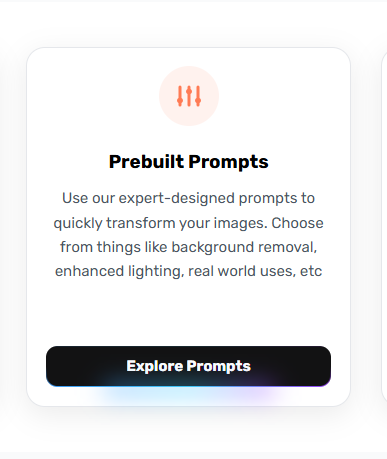 Prebuilt Prompts
Use our expert-designed prompts to
quickly transform your images. Choose
from things like background removal,
enhanced lighting, real world uses, etc
Explore Prompts